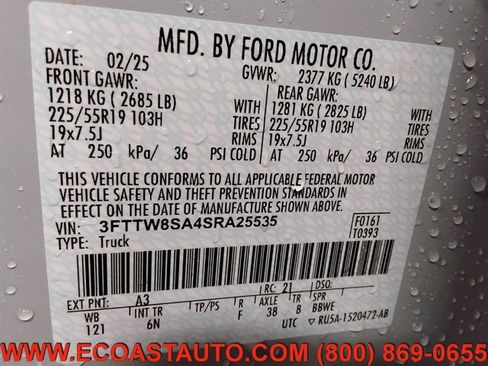 MFD. BY FORD MOTOR CO.
DATE: 02/25 GVWR: 2377 KG ( 5240 LB)
FRONT GAWR: REAR GAWR:
1218 KG ( 2685 LB) WITH 1281 KG ( 2825 LB) WITH
225/55R19 103H TIRES 225/55R19 103H TIRES
19x7.5J RIMS 19x7.5J RIMS
AT 250 kPa/ 36 PSI COLD AT 250 kPa/ 36 PSI COLD
THIS VEHICLE CONFORMS TO ALL APPLICABLE FEDERAL MOTOR
VEHICLE SAFETY AND THEFT PREVENTION STANDARDS IN
EFFECT ON THE DATE OF MANUFACTURE SHOWN ABOVE.
VIN: 3FTTW8SA4SRA25535 F0161
TYPE: Truck T0393
RC: 21
EXT PNT: A3
WB INT TR TP/PS R AXLE TR SPR
121 6N F 38 B BBWE
UTC RU5A-1520472-AB
WWW.ECOASTAUTO.COM (800) 869-0655